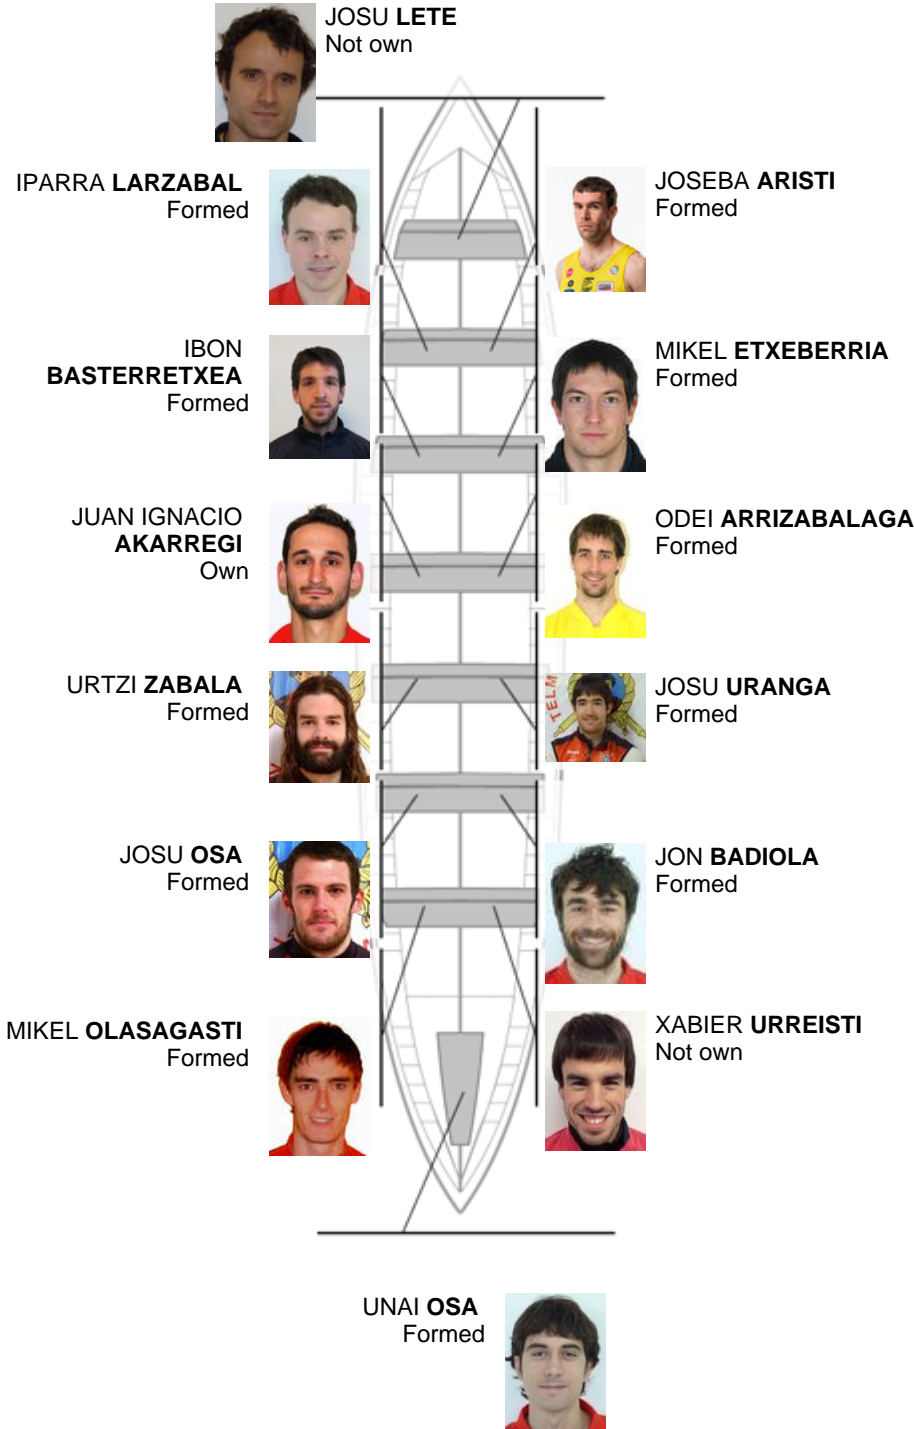 JOSU LETE
Not own
IPARRA LARZABAL
Formed
JOSEBA ARISTI
Formed
IBON
BASTERRETXEA
Formed
MIKEL ETXEBERRIA
Formed
JUAN IGNACIO
AKARREGI
Own
ODEI ARRIZABALAGA
Formed
URTZI ZABALA
Formed
TELM
JOSU URANGA
Formed
JOSU OSA
Formed
JON BADIOLA
Formed
MIKEL OLASAGASTI
Formed
XABIER URREISTI
Not own
UNAI OSA
Formed